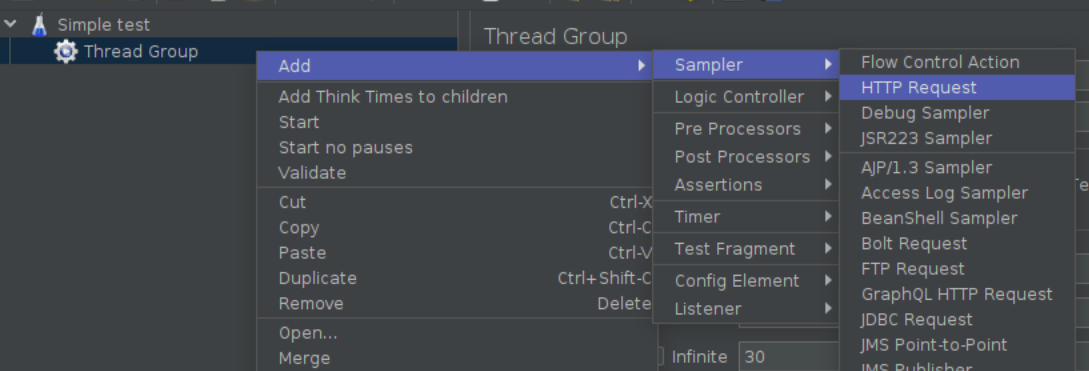 Simple test
Thread Group
Thread Group
Add
Add Think Times to children
Start
Start no pauses
Validate
Cut Ctrl-X
Copy Ctrl-C
Paste Ctrl-V
Duplicate Ctrl+Shift-C
Remove Delete
Open...
Merge
Sampler
Logic Controller
Pre Processors
Post Processors
Assertions
Timer
Test Fragment
Config Element
Listener
Infinite 30
Flow Control Action
HTTP Request
Debug Sampler
JSR223 Sampler
AJP/1.3 Sampler
Access Log Sampler
BeanShell Sampler
Bolt Request
FTP Request
GraphQL HTTP Request
JDBC Request
JMS Point-to-Point
JMS Publisher